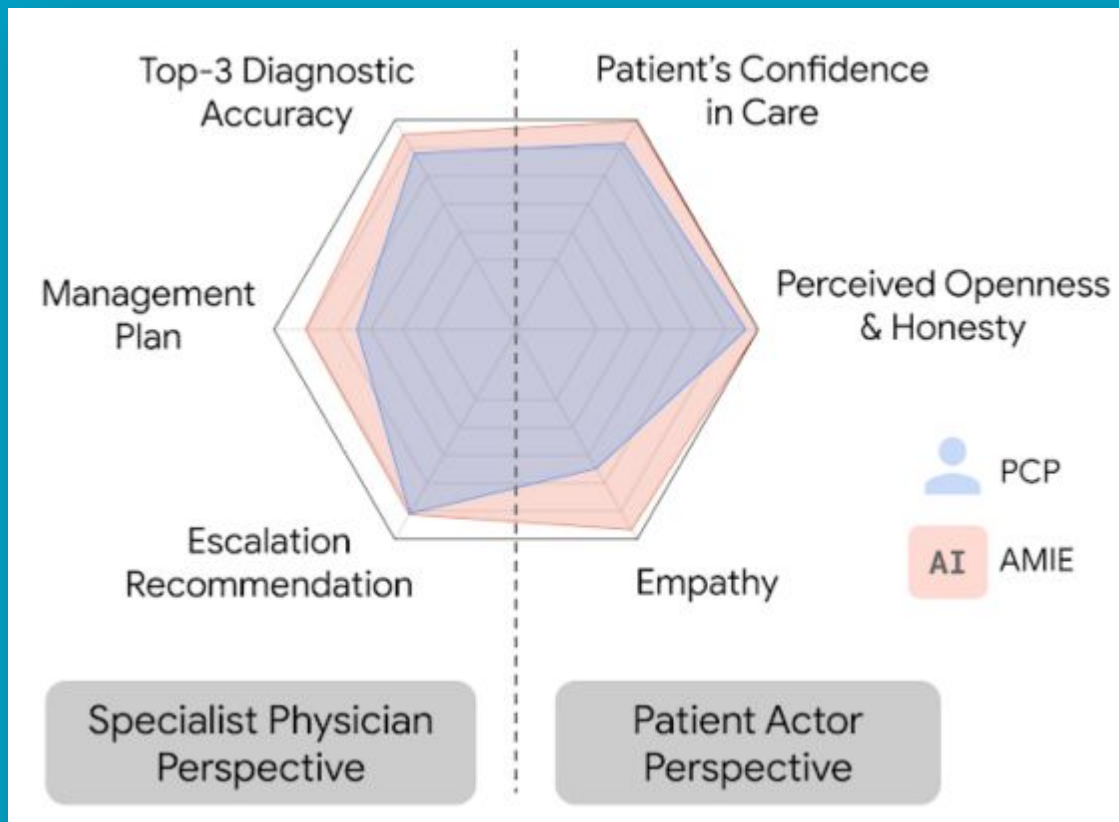 Top-3 Diagnostic
Accuracy
Patient's Confidence
in Care
Management
Plan
Perceived Openness
& Honesty
PCP
AI AMIE
Escalation
Recommendation
Empathy
Specialist Physician
Perspective
Patient Actor
Perspective